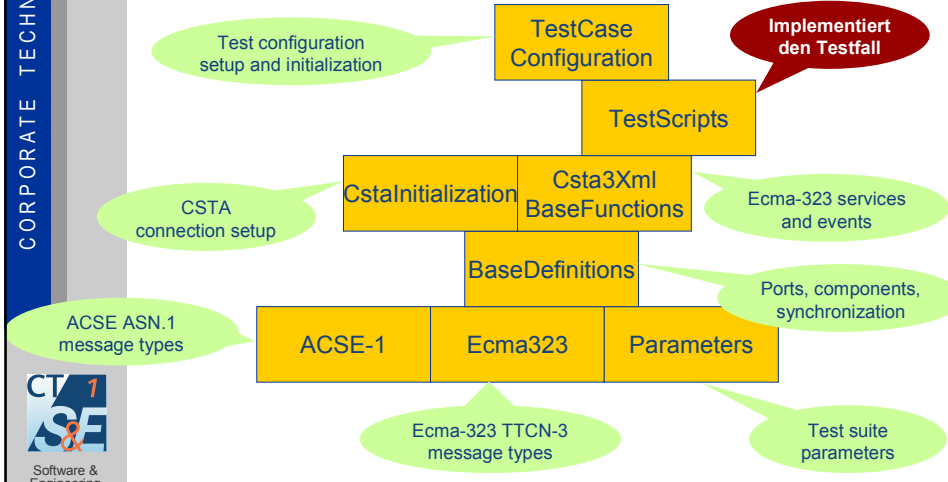 CORPORATE TECHN
Test configuration
setup and initialization
TestCase
Configuration
Implementiert
den Testfall
TestScripts
CstaInitialization
Csta3Xml
BaseFunctions
CSTA
connection setup
Ecma-323 services
and events
BaseDefinitions
Ports, components,
synchronization
ACSE ASN.1
message types
ACSE-1
Ecma323
Parameters
CT 1
S&E
Ecma-323 TTCN-3
message types
Test suite
parameters
Software &
Engineering